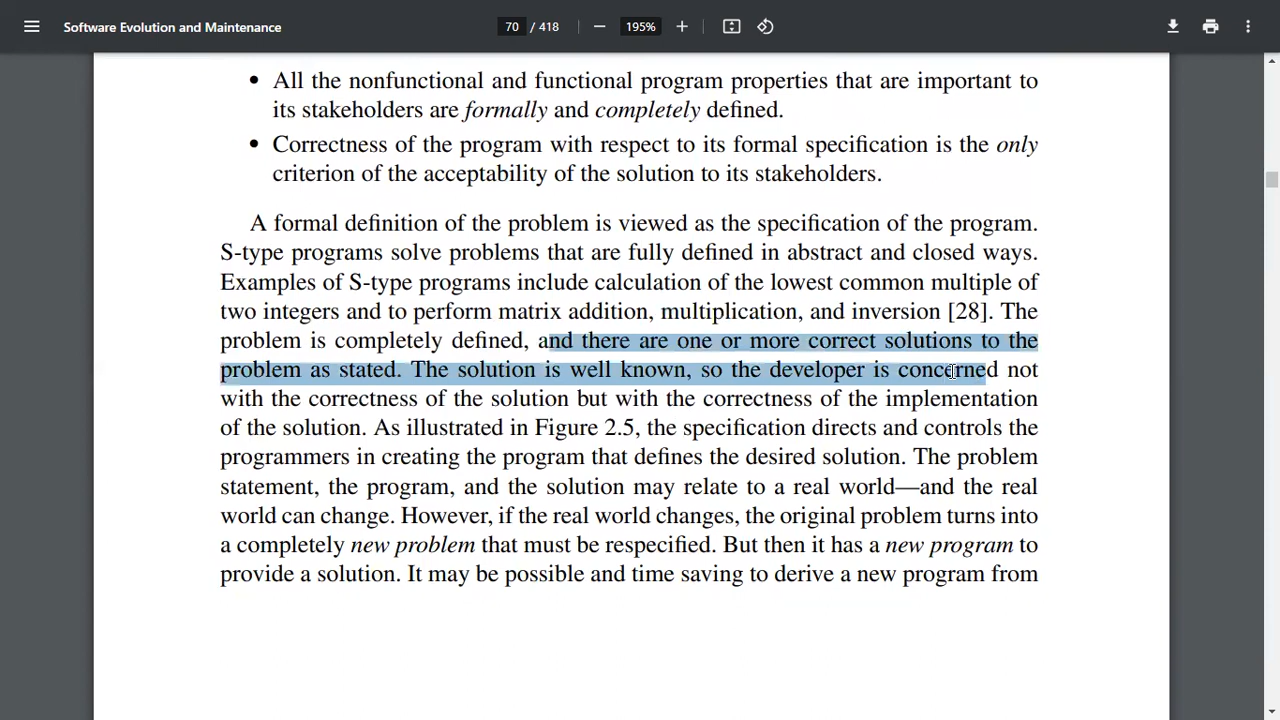 Software Evolution and Maintenance
70 / 418
195%
• All the nonfunctional and functional program properties that are important to
its stakeholders are formally and completely defined.
• Correctness of the program with respect to its formal specification is the only
criterion of the acceptability of the solution to its stakeholders.
A formal definition of the problem is viewed as the specification of the program.
S-type programs solve problems that are fully defined in abstract and closed ways.
Examples of S-type programs include calculation of the lowest common multiple of
two integers and to perform matrix addition, multiplication, and inversion [28]. The
problem is completely defined, and there are one or more correct solutions to the
problem as stated. The solution is well known, so the developer is concerned not
with the correctness of the solution but with the correctness of the implementation
of the solution. As illustrated in Figure 2.5, the specification directs and controls the
programmers in creating the program that defines the desired solution. The problem
statement, the program, and the solution may relate to a real world—and the real
world can change. However, if the real world changes, the original problem turns into
a completely new problem that must be respecified. But then it has a new program to
provide a solution. It may be possible and time saving to derive a new program from